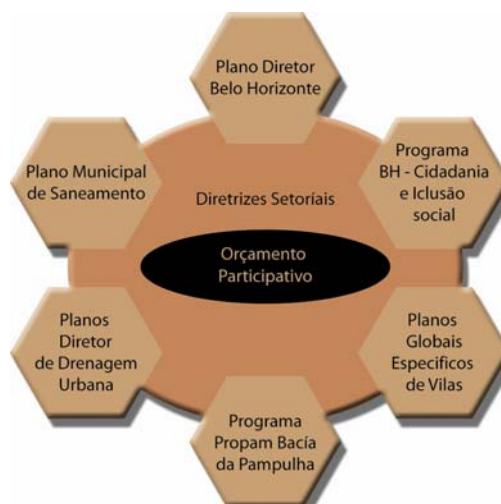 Plano Diretor
Belo Horizonte
Plano Municipal
de Saneamento
Programa
BH - Cidadania
e Iclusão
social
Diretrizes Setoríais
Orçamento
Participativo
Planos
Diretor
de Drenagem
Urbana
Planos
Globais
Especificos
de Vilas
Programa
Propam Bacía
da Pampulha